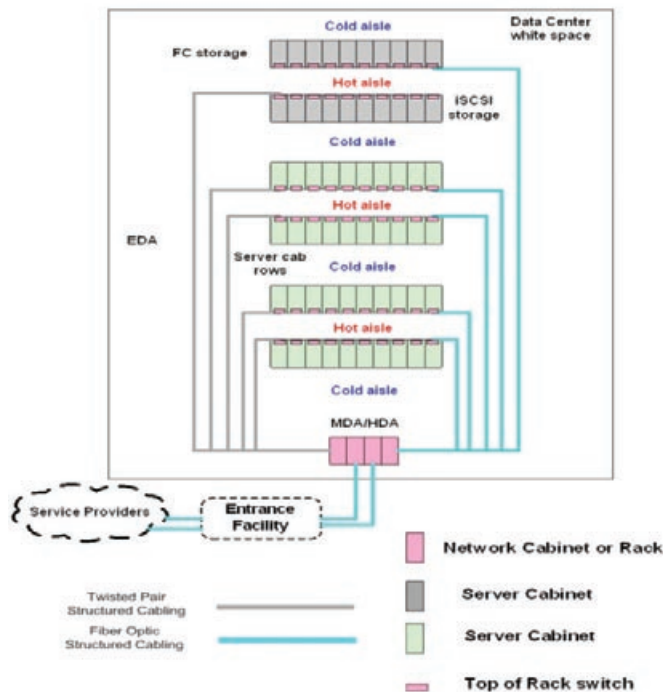 Cold aisle
Data Center
white space
FC storage
Hot aisle
iSCSI
storage
Cold aisle
Hot aisle
EDA
Server cab
rows
Cold aisle
Hot aisle
Cold aisle
MDA/HDA
Service Providers
Entrance
Facility
Network Cabinet or Rack
Twisted Pair
Structured Cabling
Server Cabinet
Fiber Optic
Structured Cabling
Server Cabinet
Top of Rack switch